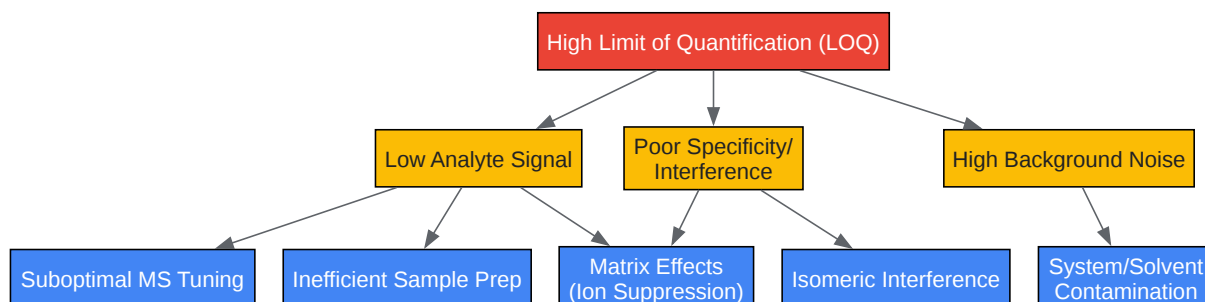 High Limit of Quantification (LOQ)
Low Analyte Signal
Poor Specificity/
Interference
High Background Noise
Suboptimal MS Tuning
Inefficient Sample Prep
Matrix Effects
(Ion Suppression)
Isomeric Interference
System/Solvent
Contamination